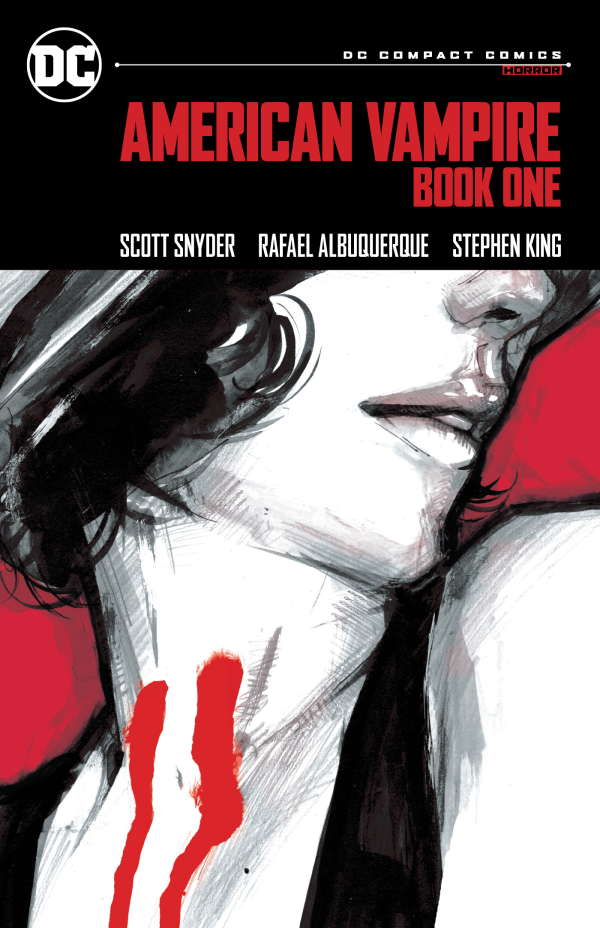 DC
DC COMPACT COMICS
HORROR
AMERICAN VAMPIRE
BOOK ONE
SCOTT SNYDER RAFAEL ALBUQUERQUE STEPHEN KING